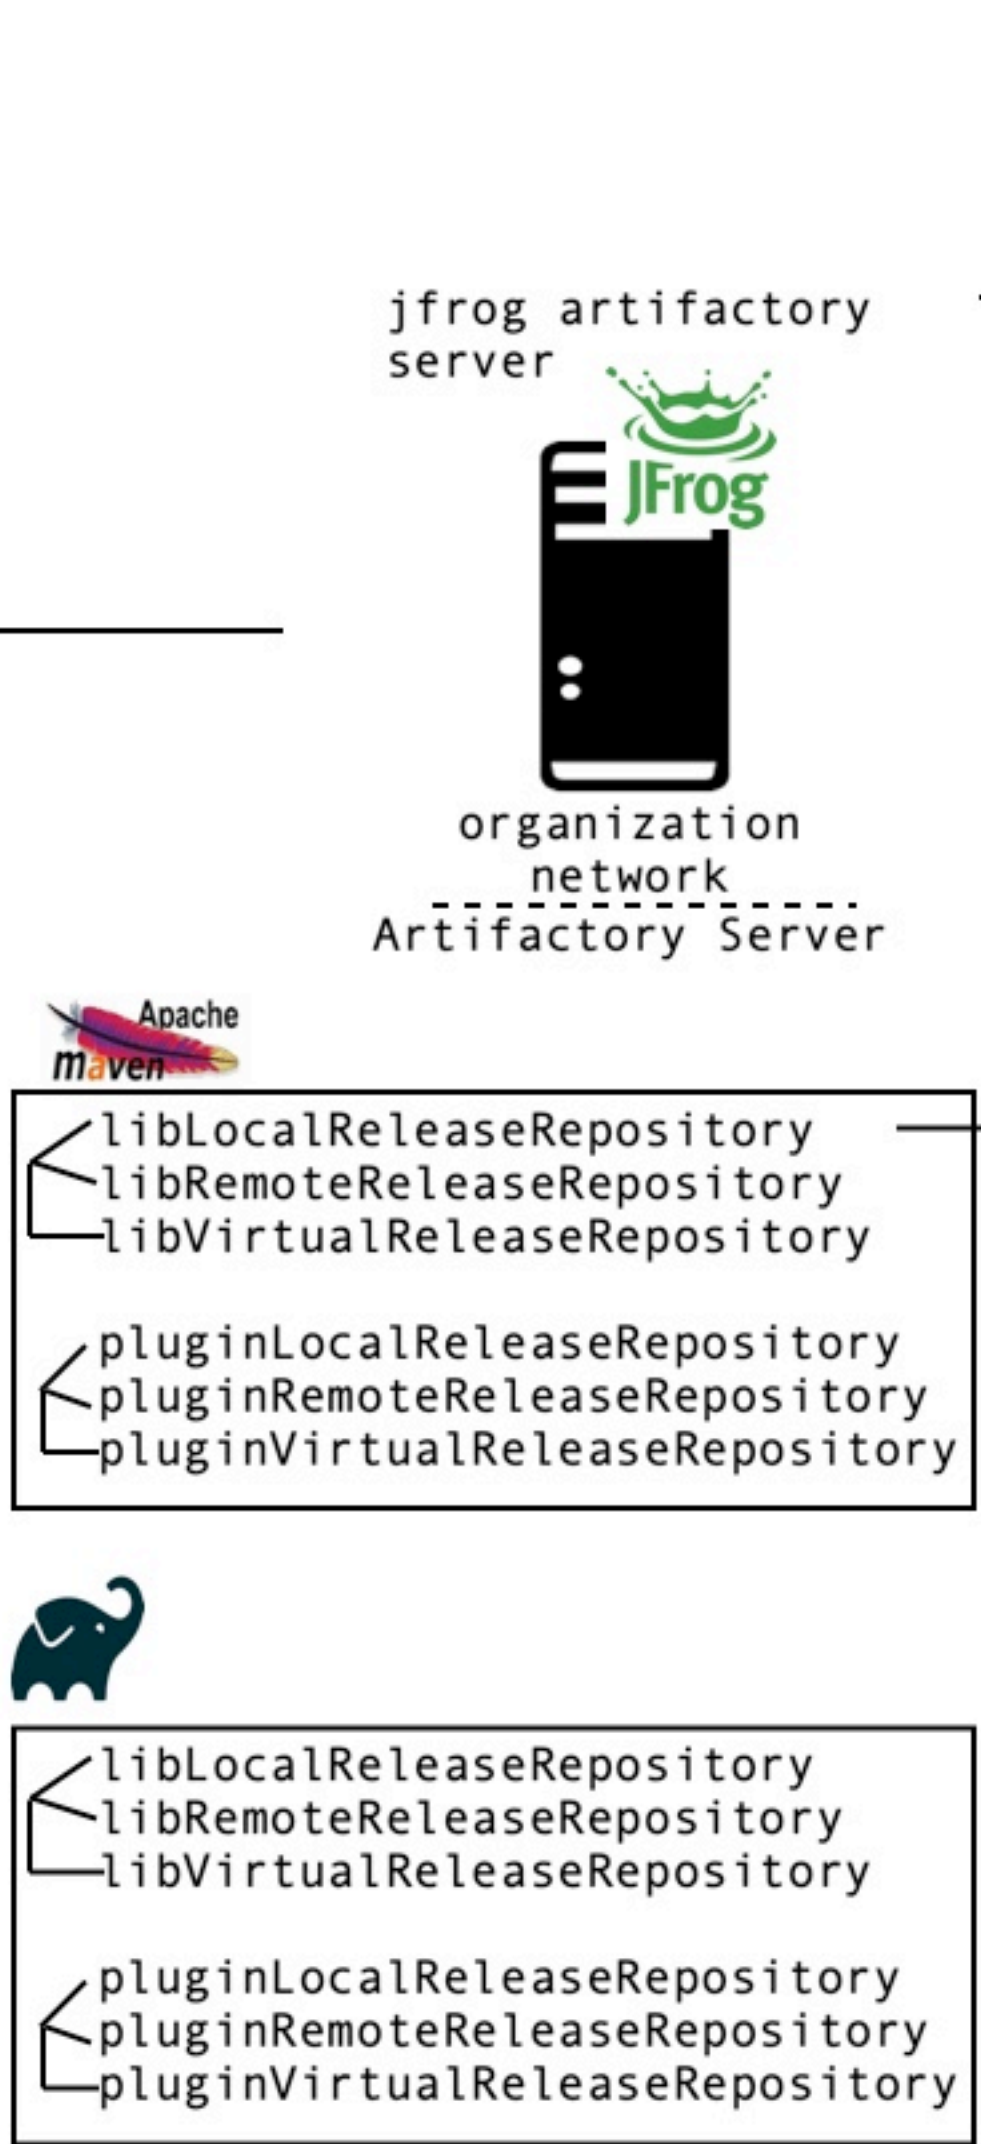 jfrog artifactory
server
JFrog
organization
network
Artifactory Server
Apache
maven
libLocalReleaseRepository
libRemoteReleaseRepository
libVirtualReleaseRepository
pluginLocalReleaseRepository
pluginRemoteReleaseRepository
pluginVirtualReleaseRepository
libLocalReleaseRepository
libRemoteReleaseRepository
libVirtualReleaseRepository
pluginLocalReleaseRepository
pluginRemoteReleaseRepository
pluginVirtualReleaseRepository